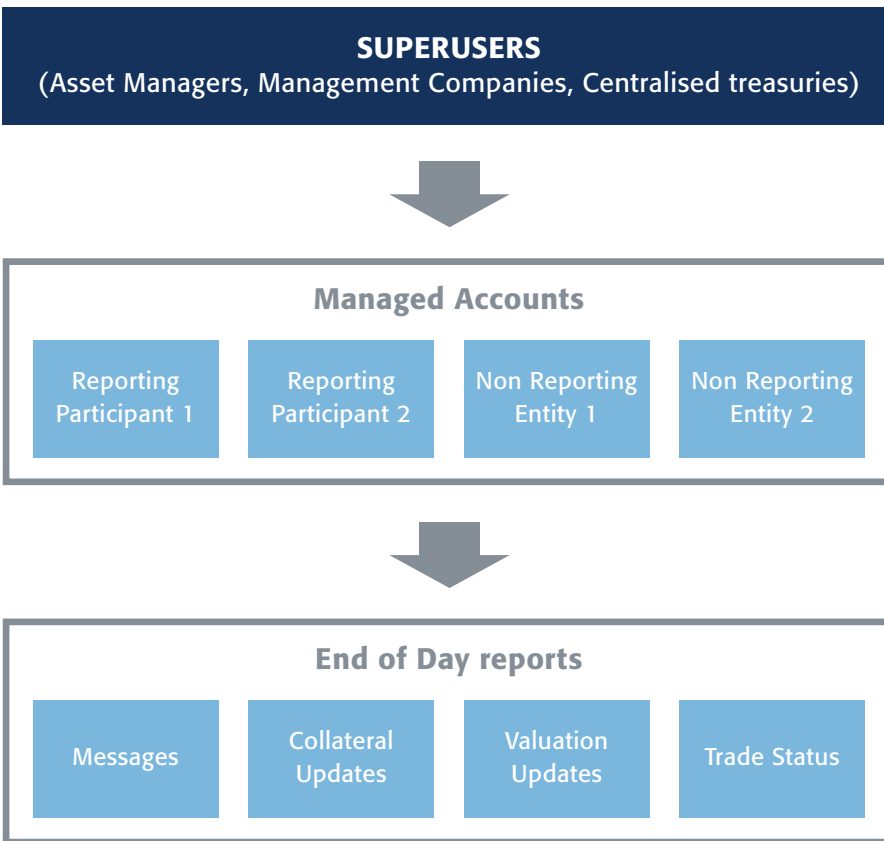 SUPERUSERS
(Asset Managers, Management Companies, Centralised treasuries)
Managed Accounts
Reporting
Participant 1
Reporting
Participant 2
Non Reporting
Entity 1
Non Reporting
Entity 2
End of Day reports
Messages
Collateral
Updates
Valuation
Updates
Trade Status